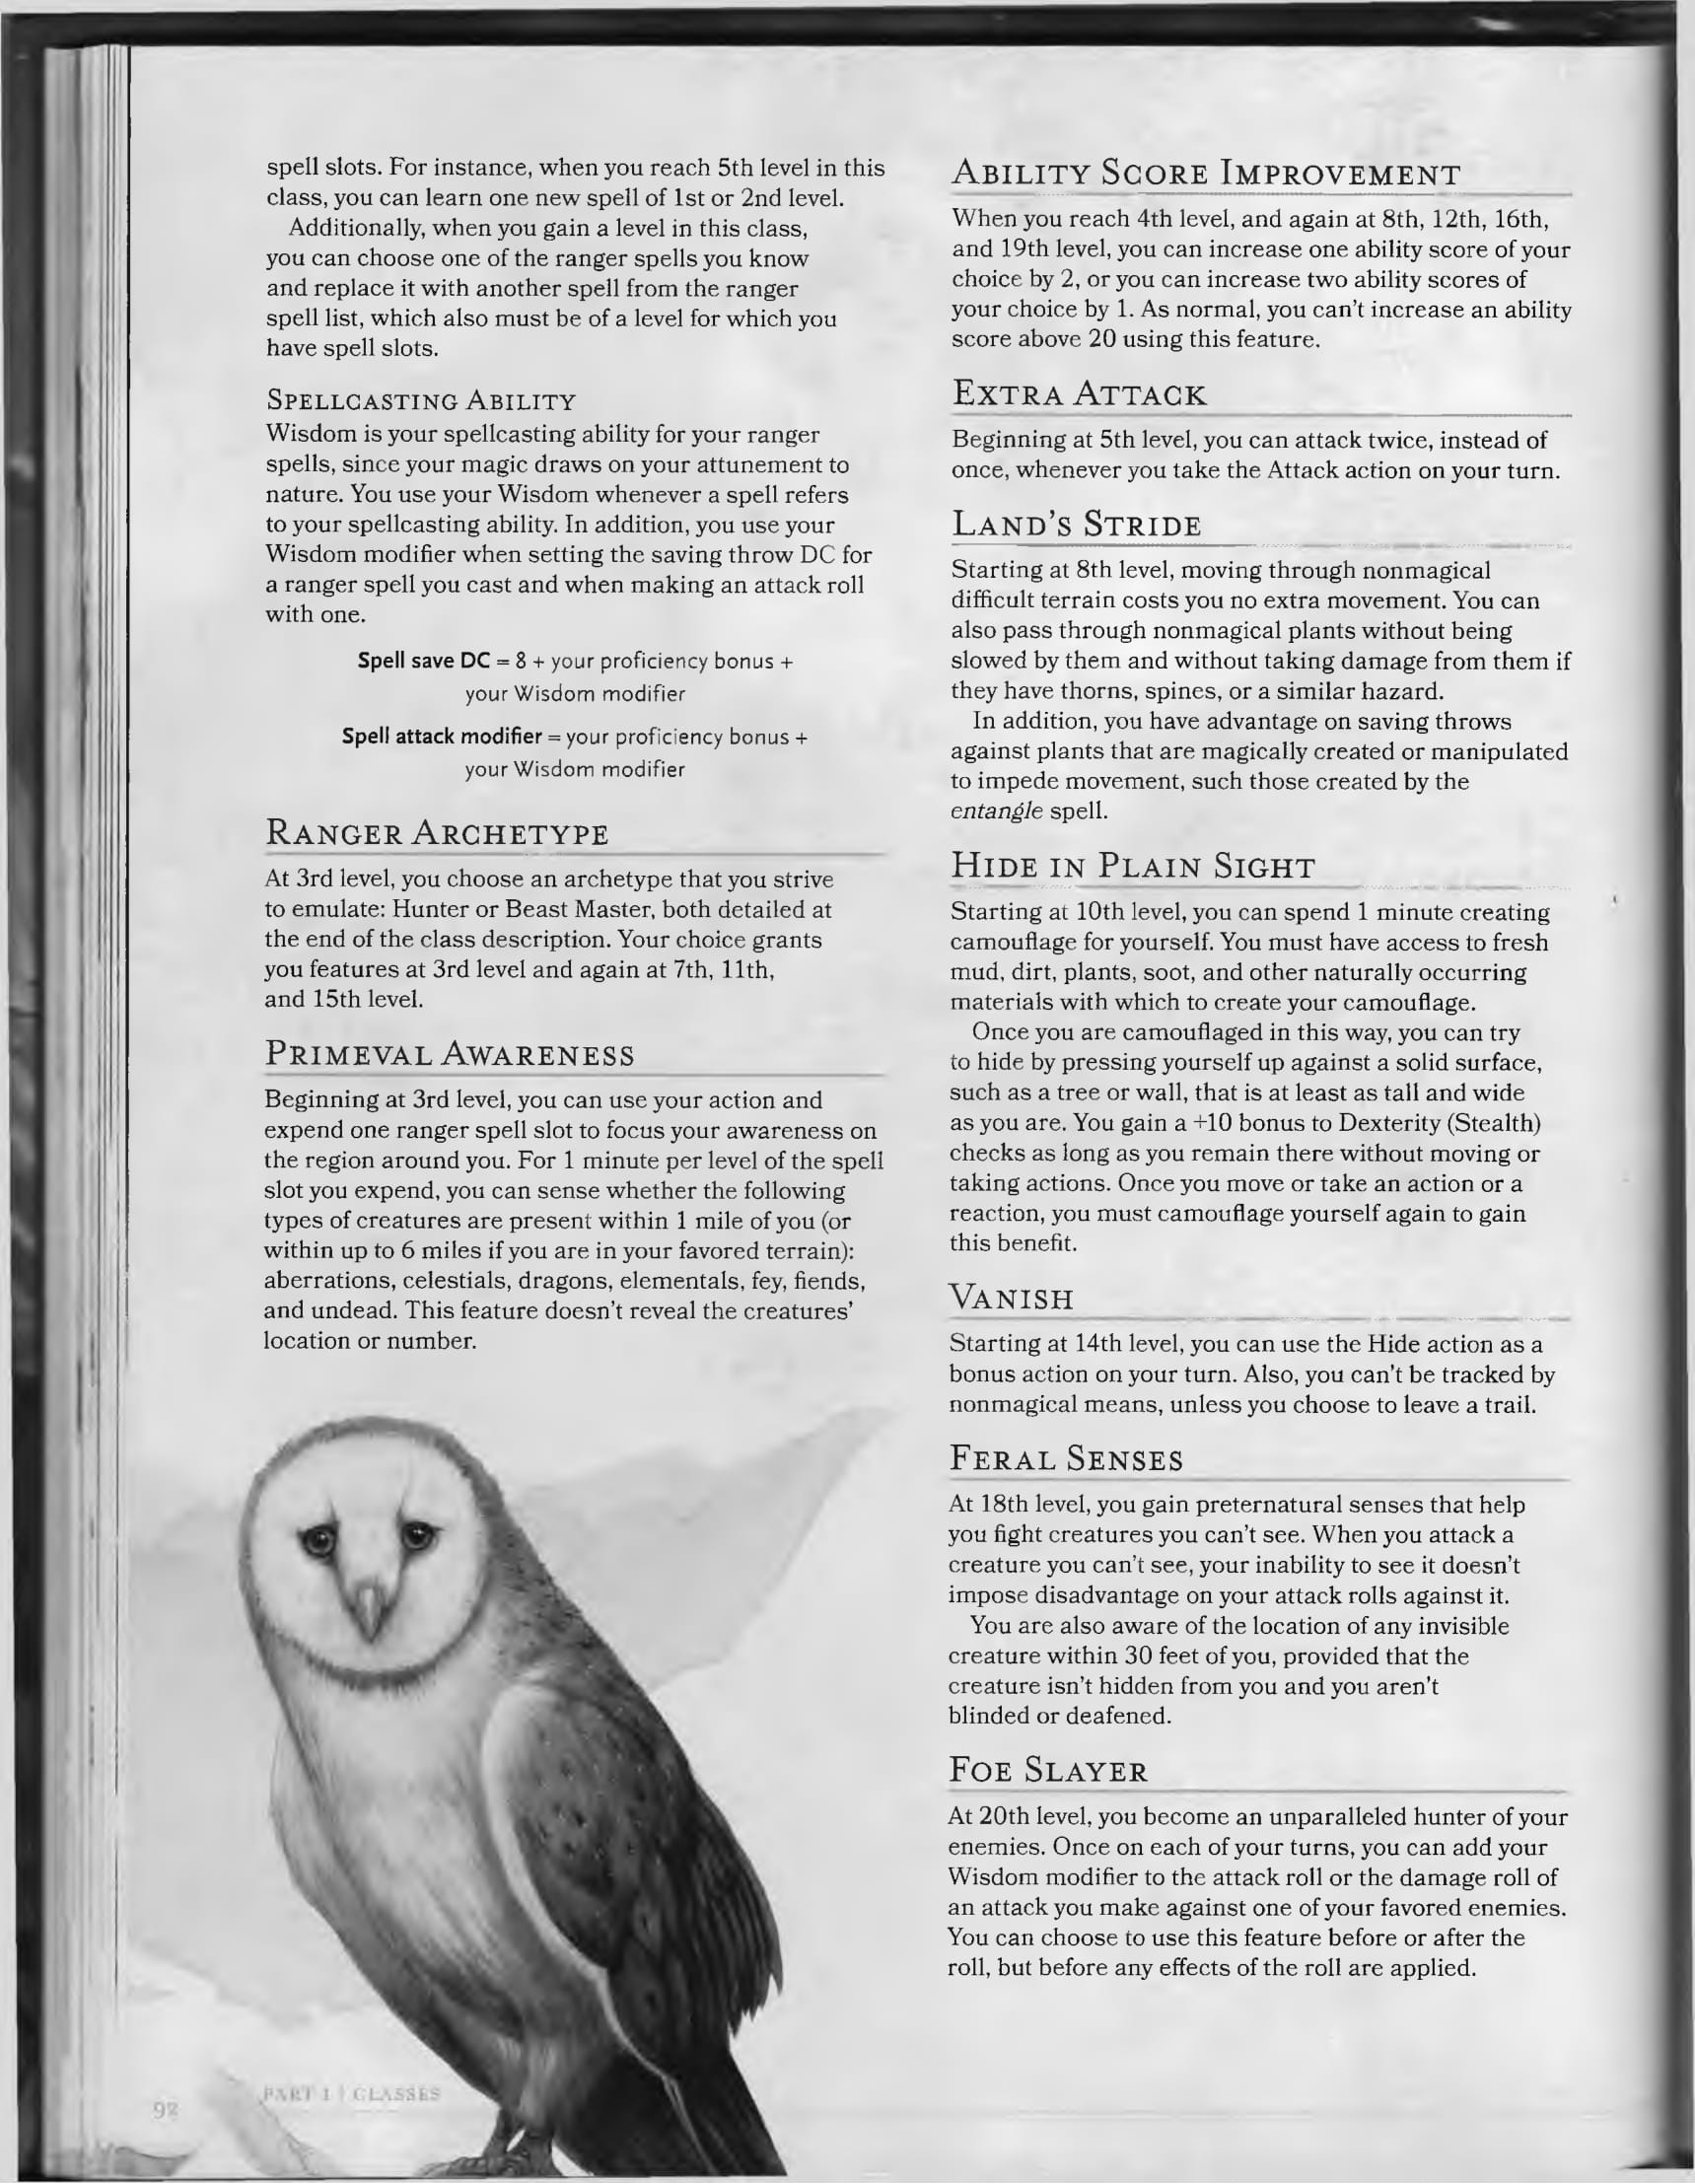 spell slots. For instance, when you reach 5th level in this
class, you can learn one new spell of 1st or 2nd level.
Additionally, when you gain a level in this class,
you can choose one of the ranger spells you know
and replace it with another spell from the ranger
spell list, which also must be of a level for which you
have spell slots.
SPELLCASTING ABILITY
Wisdom is your spellcasting ability for your ranger
spells, since your magic draws on your attunement to
nature. You use your Wisdom whenever a spell refers
to your spellcasting ability. In addition, you use your
Wisdom modifier when setting the saving throw DC for
a ranger spell you cast and when making an attack roll
with one.
Spell save DC = 8 + your proficiency bonus +
your Wisdom modifier
Spell attack modifier = your proficiency bonus +
your Wisdom modifier
RANGER ARCHETYPE
At 3rd level, you choose an archetype that you strive
to emulate: Hunter or Beast Master, both detailed at
the end of the class description. Your choice grants
you features at 3rd level and again at 7th, 11th,
and 15th level.
PRIMEVAL AWARENESS
Beginning at 3rd level, you can use your action and
expend one ranger spell slot to focus your awareness on
the region around you. For 1 minute per level of the spell
slot you expend, you can sense whether the following
types of creatures are present within 1 mile of you (or
within up to 6 miles if you are in your favored terrain):
aberrations, celestials, dragons, elementals, fey, fiends,
and undead. This feature doesn't reveal the creatures'
location or number.
ABILITY SCORE IMPROVEMENT
When you reach 4th level, and again at 8th, 12th, 16th,
and 19th level, you can increase one ability score of your
choice by 2, or you can increase two ability scores of
your choice by 1. As normal, you can't increase an ability
score above 20 using this feature.
EXTRA ATTACK
Beginning at 5th level, you can attack twice, instead of
once, whenever you take the Attack action on your turn.
LAND'S STRIDE
Starting at 8th level, moving through nonmagical
difficult terrain costs you no extra movement. You can
also pass through nonmagical plants without being
slowed by them and without taking damage from them if
they have thorns, spines, or a similar hazard.
In addition, you have advantage on saving throws
against plants that are magically created or manipulated
to impede movement, such those created by the
entangle spell.
HIDE IN PLAIN SIGHT
Starting at 10th level, you can spend 1 minute creating
camouflage for yourself. You must have access to fresh
mud, dirt, plants, soot, and other naturally occurring
materials with which to create your camouflage.
Once you are camouflaged in this way, you can try
to hide by pressing yourself up against a solid surface,
such as a tree or wall, that is at least as tall and wide
as you are. You gain a +10 bonus to Dexterity (Stealth)
checks as long as you remain there without moving or
taking actions. Once you move or take an action or a
reaction, you must camouflage yourself again to gain
this benefit.
VANISH
Starting at 14th level, you can use the Hide action as a
bonus action on your turn. Also, you can't be tracked by
nonmagical means, unless you choose to leave a trail.
FERAL SENSES
At 18th level, you gain preternatural senses that help
you fight creatures you can't see. When you attack a
creature you can't see, your inability to see it doesn't
impose disadvantage on your attack rolls against it.
You are also aware of the location of any invisible
creature within 30 feet of you, provided that the
creature isn't hidden from you and you aren't
blinded or deafened.
FOE SLAYER
At 20th level, you become an unparalleled hunter of your
enemies. Once on each of your turns, you can add your
Wisdom modifier to the attack roll or the damage roll of
an attack you make against one of your favored enemies.
You can choose to use this feature before or after the
roll, but before any effects of the roll are applied.
PART 1 | CLASSES
92